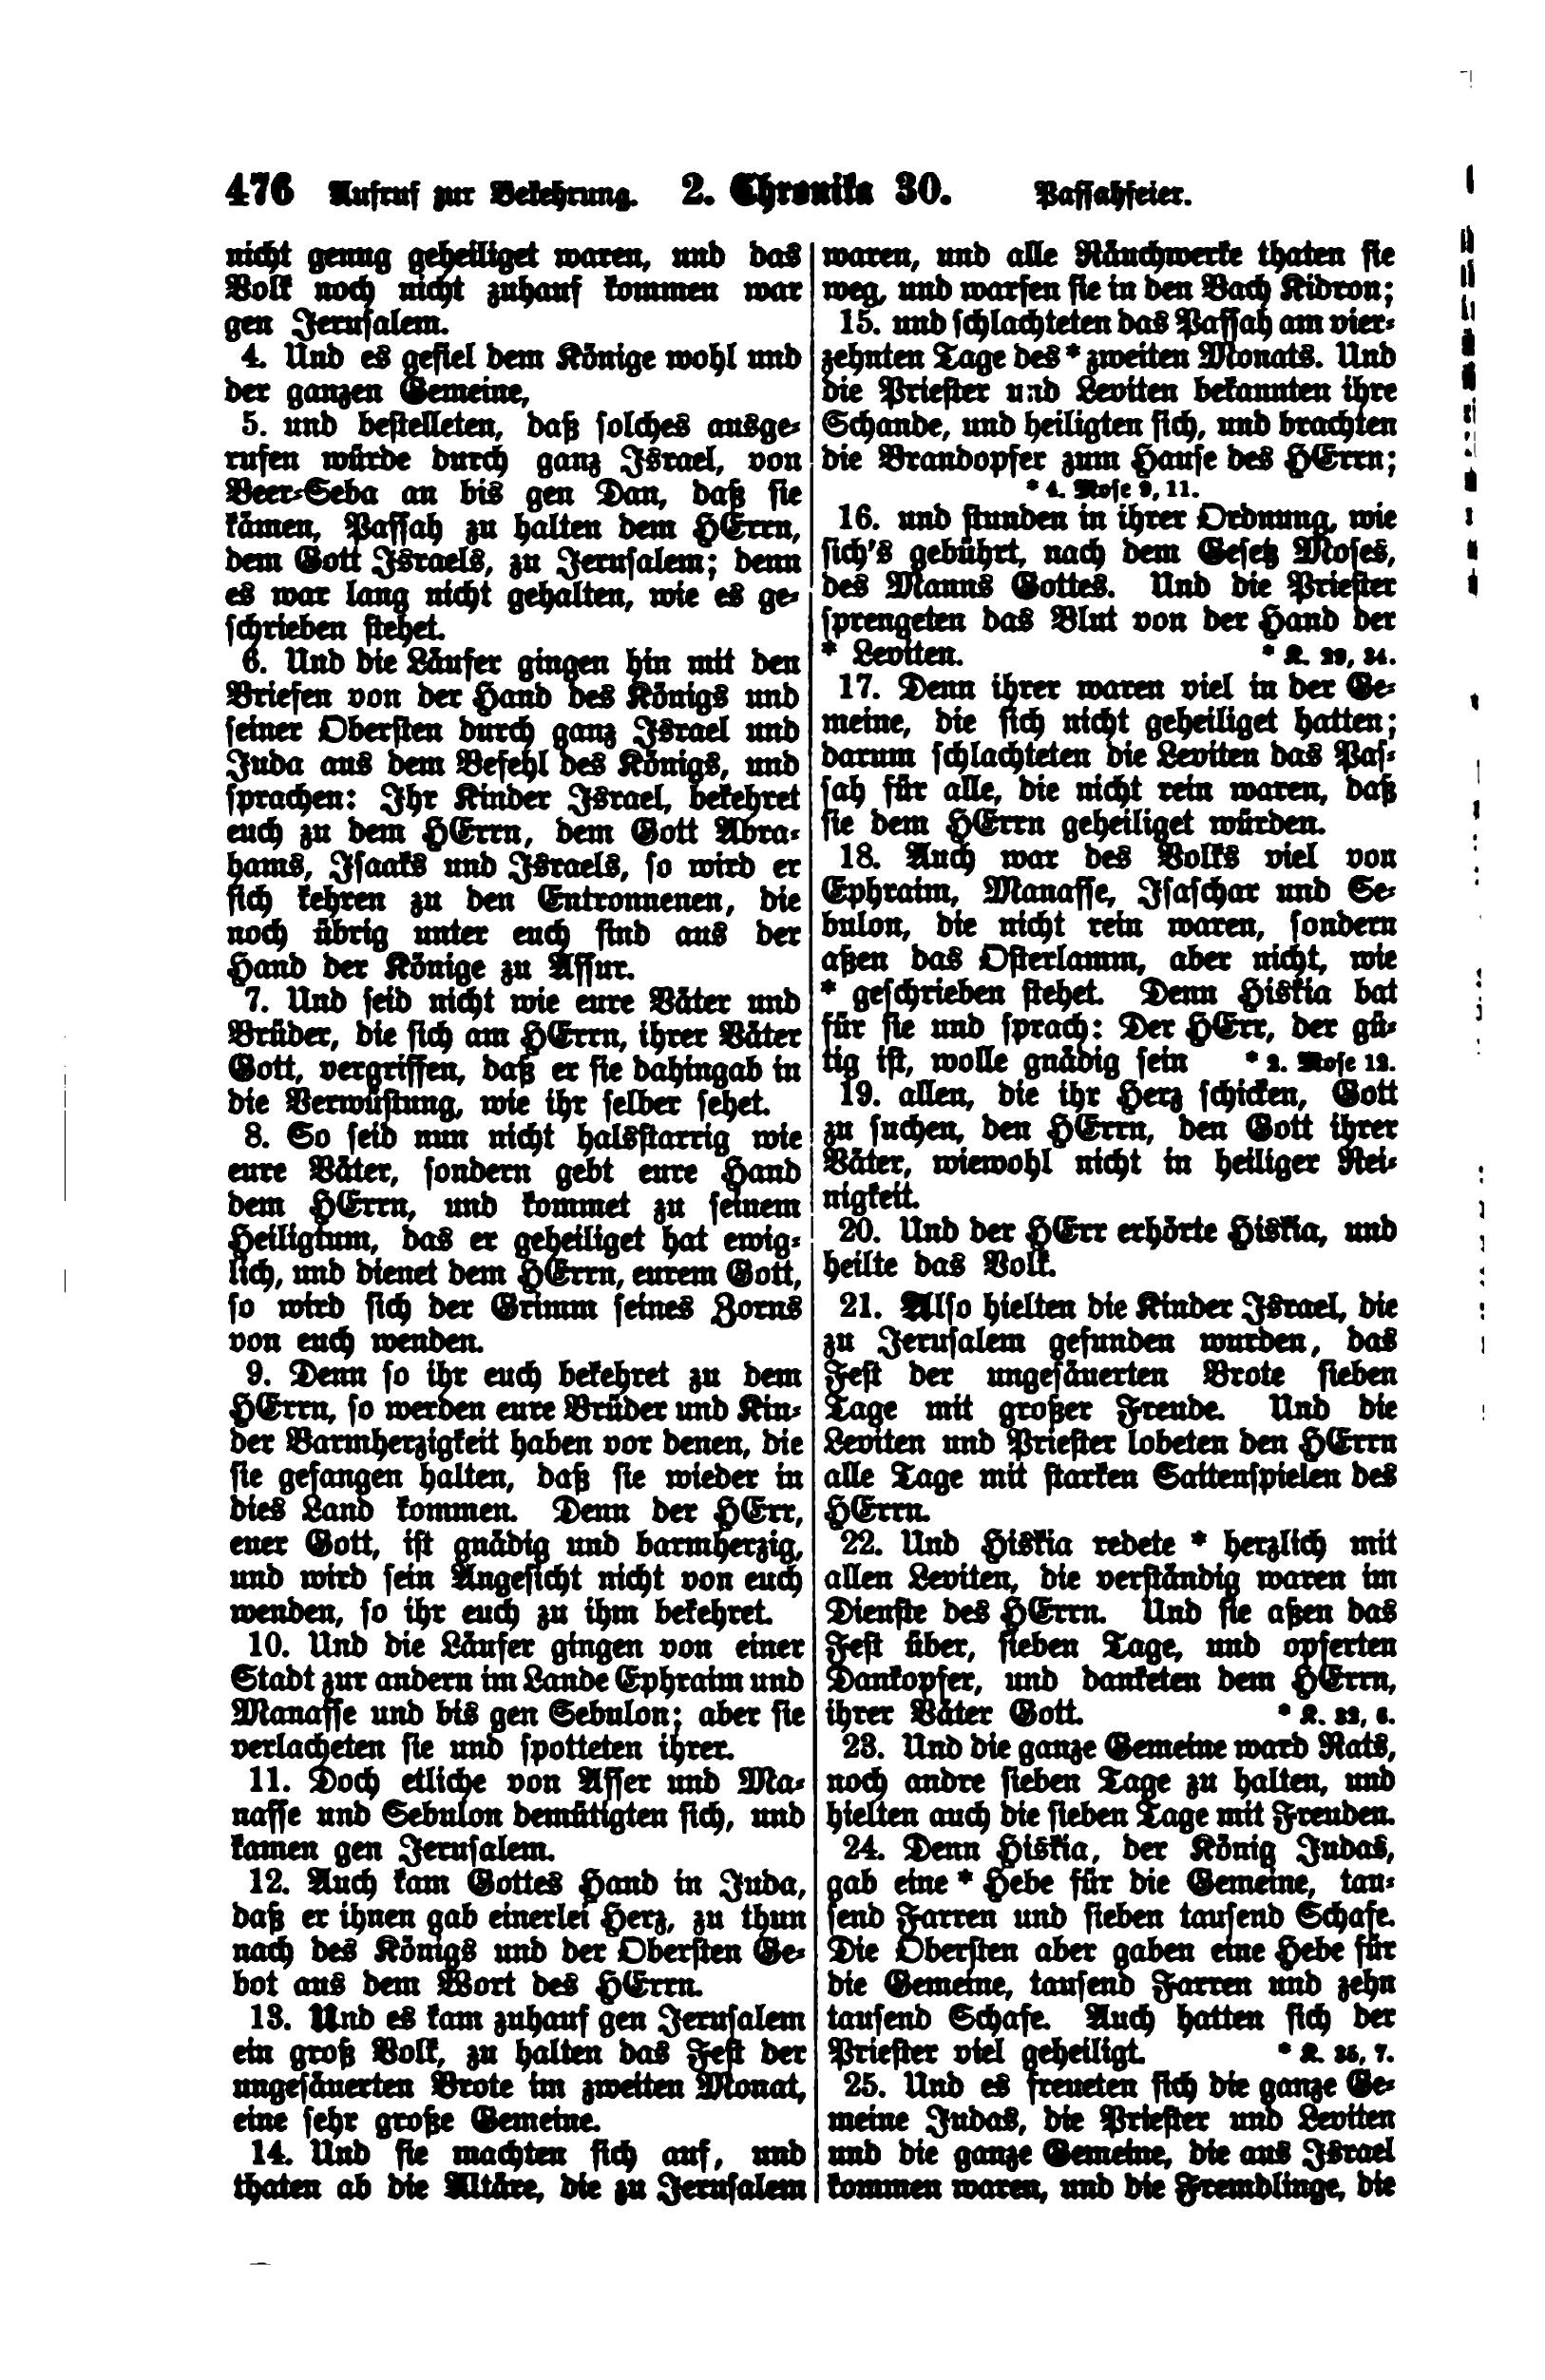 476 Aufruf zur Bekehrung. 2. Chronika 30. Passahfeier.
nicht genug geheiliget waren, und das
Volk noch nicht zuhauf kommen war
gen Jerusalem.
4. Und es gefiel dem Könige wohl und
der ganzen Gemeine,
5. und bestelleten, daß solches ausge-
rufen würde durch ganz Israel, von
Beer-Seba an bis gen Dan, daß sie
kämen, Passah zu halten dem HErrn,
dem Gott Israels, zu Jerusalem; denn
es war lang nicht gehalten, wie es ge-
schrieben stehet.
6. Und die Läufer gingen hin mit den
Briefen von der Hand des Königs und
seiner Obersten durch ganz Israel und
Juda aus dem Befehl des Königs, und
sprachen: Ihr Kinder Israel, bekehret
euch zu dem HErrn, dem Gott Abra-
hams, Isaaks und Israels, so wird er
sich kehren zu den Entronnenen, die
noch übrig unter euch sind aus der
Hand der Könige zu Assur.
7. Und seid nicht wie eure Väter und
Brüder, die sich am HErrn, ihrer Väter
Gott, vergriffen, daß er sie dahingab in
die Verwüstung, wie ihr selber sehet.
8. So seid nun nicht halsstarrig wie
eure Väter, sondern gebt eure Hand
dem HErrn, und kommet zu seinem
Heiligtum, das er geheiliget hat ewig-
lich, und dienet dem HErrn, eurem Gott,
so wird sich der Grimm seines Zorns
von euch wenden.
9. Denn so ihr euch bekehret zu dem
HErrn, so werden eure Brüder und Kin-
der Barmherzigkeit haben vor denen, die
sie gefangen halten, daß sie wieder in
dies Land kommen. Denn der HErr,
euer Gott, ist gnädig und barmherzig,
und wird sein Angesicht nicht von euch
wenden, so ihr euch zu ihm bekehret.
10. Und die Läufer gingen von einer
Stadt zur andern im Lande Ephraim und
Manasse und bis gen Sebulon; aber sie
verlacheten sie und spotteten ihrer.
11. Doch etliche von Asser und Ma-
nasse und Sebulon demütigten sich, und
kamen gen Jerusalem.
12. Auch kam Gottes Hand in Juda,
daß er ihnen gab einerlei Herz, zu thun
nach des Königs und der Obersten Ge-
bot aus dem Wort des HErrn.
13. Und es kam zuhauf gen Jerusalem
ein groß Volk, zu halten das Fest der
ungesäuerten Brote im zweiten Monat,
eine sehr große Gemeine.
14. Und sie machten sich auf, und
thaten ab die Altäre, die zu Jerusalem
waren, und alle Räuchwerke thaten sie
weg, und warfen sie in den Bach Kidron;
15. und schlachteten das Passah am vier-
zehnten Tage des * zweiten Monats. Und
die Priester und Leviten bekannten ihre
Schande, und heiligten sich, und brachten
die Brandopfer zum Hause des HErrn;
* 4. Mose 9, 11.
16. und stunden in ihrer Ordnung, wie
sich's gebührt, nach dem Gesetz Moses,
des Manns Gottes. Und die Priester
sprengeten das Blut von der Hand der
* Leviten. * K. 29, 34.
17. Denn ihrer waren viel in der Ge-
meine, die sich nicht geheiliget hatten;
darum schlachteten die Leviten das Pas-
sah für alle, die nicht rein waren, daß
sie dem HErrn geheiliget würden.
18. Auch war des Volks viel von
Ephraim, Manasse, Isaschar und Se-
bulon, die nicht rein waren, sondern
aßen das Osterlamm, aber nicht, wie
* geschrieben stehet. Denn Hiskia bat
für sie und sprach: Der HErr, der gü-
tig ist, wolle gnädig sein * 2. Mose 12.
19. allen, die ihr Herz schicken, Gott
zu suchen, den HErrn, den Gott ihrer
Väter, wiewohl nicht in heiliger Rei-
nigkeit.
20. Und der HErr erhörte Hiskia, und
heilte das Volk.
21. Also hielten die Kinder Israel, die
zu Jerusalem gefunden wurden, das
Fest der ungesäuerten Brote sieben
Tage mit großer Freude. Und die
Leviten und Priester lobeten den HErrn
alle Tage mit starken Saitenspielen des
HErrn.
22. Und Hiskia redete * herzlich mit
allen Leviten, die verständig waren im
Dienste des HErrn. Und sie aßen das
Fest über, sieben Tage, und opferten
Dankopfer, und danketen dem HErrn,
ihrer Väter Gott. * K. 32, 6.
23. Und die ganze Gemeine ward Rats,
noch andre sieben Tage zu halten, und
hielten auch die sieben Tage mit Freuden.
24. Denn Hiskia, der König Judas,
gab eine * Hebe für die Gemeine, tau-
send Farren und sieben tausend Schafe.
Die Obersten aber gaben eine Hebe für
die Gemeine, tausend Farren und zehn
tausend Schafe. Auch hatten sich der
Priester viel geheiligt. * K. 35, 7.
25. Und es freueten sich die ganze Ge-
meine Judas, die Priester und Leviten
und die ganze Gemeine, die aus Israel
kommen waren, und die Fremdlinge, die